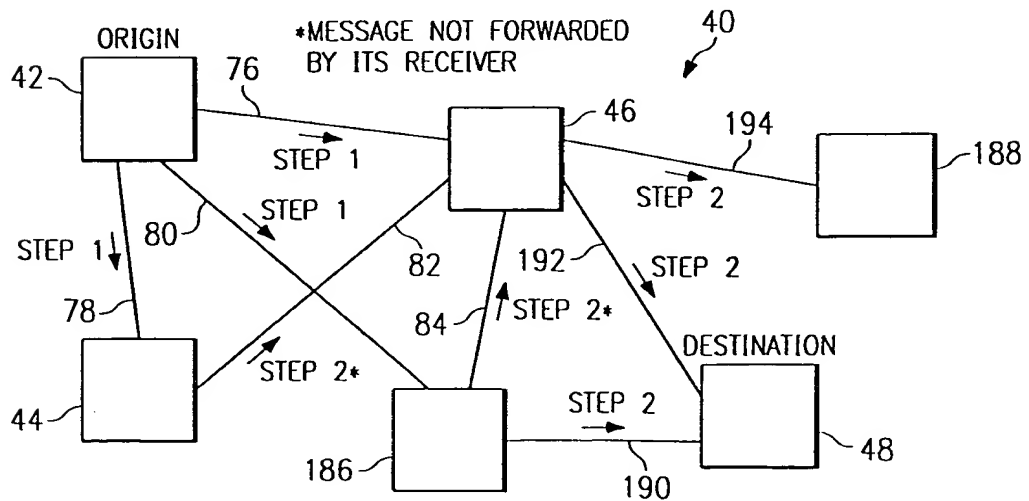 ORIGIN
*MESSAGE NOT FORWARDED
BY ITS RECEIVER
40
42
76
46
194
188
STEP 1
STEP 2
80
STEP 1
STEP 1
82
192
STEP 2
78
84
STEP 2*
DESTINATION
STEP 2*
STEP 2
44
186
190
48